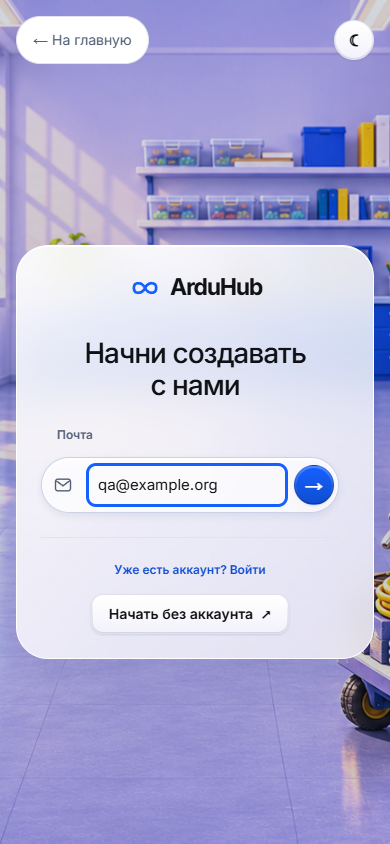 ← На главную
ArduHub
Начни создавать
с нами
Почта
qa@example.org
→
Уже есть аккаунт? Войти
Начать без аккаунта ↗